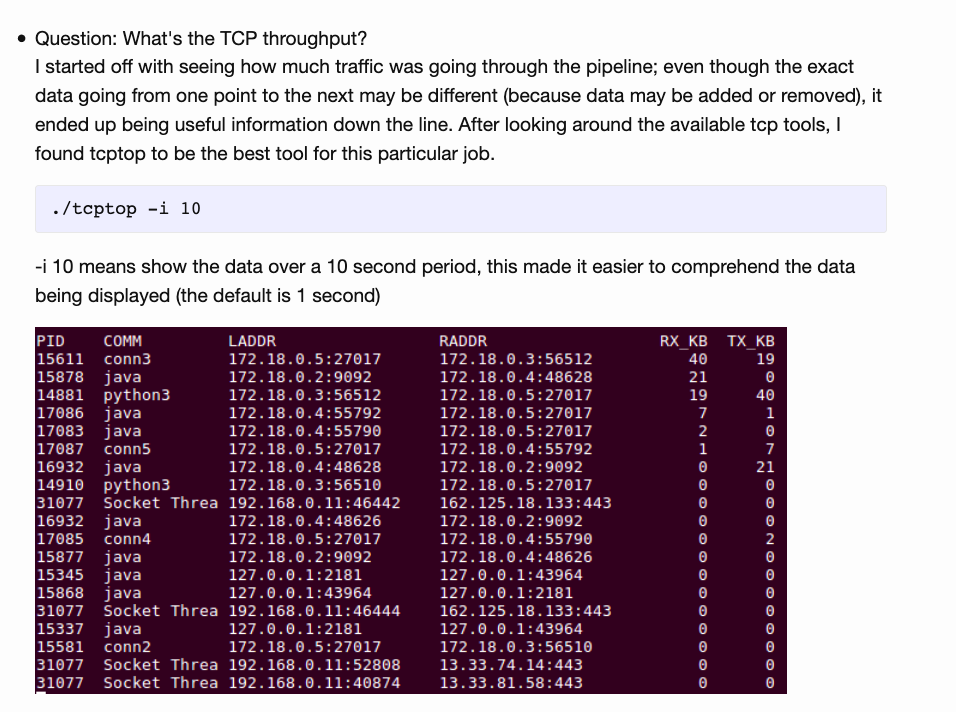 • Question: What's the TCP throughput?
I started off with seeing how much traffic was going through the pipeline; even though the exact
data going from one point to the next may be different (because data may be added or removed), it
ended up being useful information down the line. After looking around the available tcp tools, I
found tcptop to be the best tool for this particular job.
./tcptop -i 10
-i 10 means show the data over a 10 second period, this made it easier to comprehend the data
being displayed (the default is 1 second)
PID COMM LADDR RADDR RX_KB TX_KB
15611 conn3 172.18.0.5:27017 172.18.0.3:56512 40 19
15878 java 172.18.0.2:9092 172.18.0.4:48628 21 0
14881 python3 172.18.0.3:56512 172.18.0.5:27017 19 40
17086 java 172.18.0.4:55792 172.18.0.5:27017 7 1
17083 java 172.18.0.4:55790 172.18.0.5:27017 2 0
17087 conn5 172.18.0.5:27017 172.18.0.4:55792 1 7
16932 java 172.18.0.4:48628 172.18.0.2:9092 0 21
14910 python3 172.18.0.3:56510 172.18.0.5:27017 0 0
31077 Socket Threa 192.168.0.11:46442 162.125.18.133:443 0 0
16932 java 172.18.0.4:48626 172.18.0.2:9092 0 0
17085 conn4 172.18.0.5:27017 172.18.0.4:55790 0 2
15877 java 172.18.0.2:9092 172.18.0.4:48626 0 0
15345 java 127.0.0.1:2181 127.0.0.1:43964 0 0
15868 java 127.0.0.1:43964 127.0.0.1:2181 0 0
31077 Socket Threa 192.168.0.11:46444 162.125.18.133:443 0 0
15337 java 127.0.0.1:2181 127.0.0.1:43964 0 0
15581 conn2 172.18.0.5:27017 172.18.0.3:56510 0 0
31077 Socket Threa 192.168.0.11:52808 13.33.74.14:443 0 0
31077 Socket Threa 192.168.0.11:40874 13.33.81.58:443 0 0